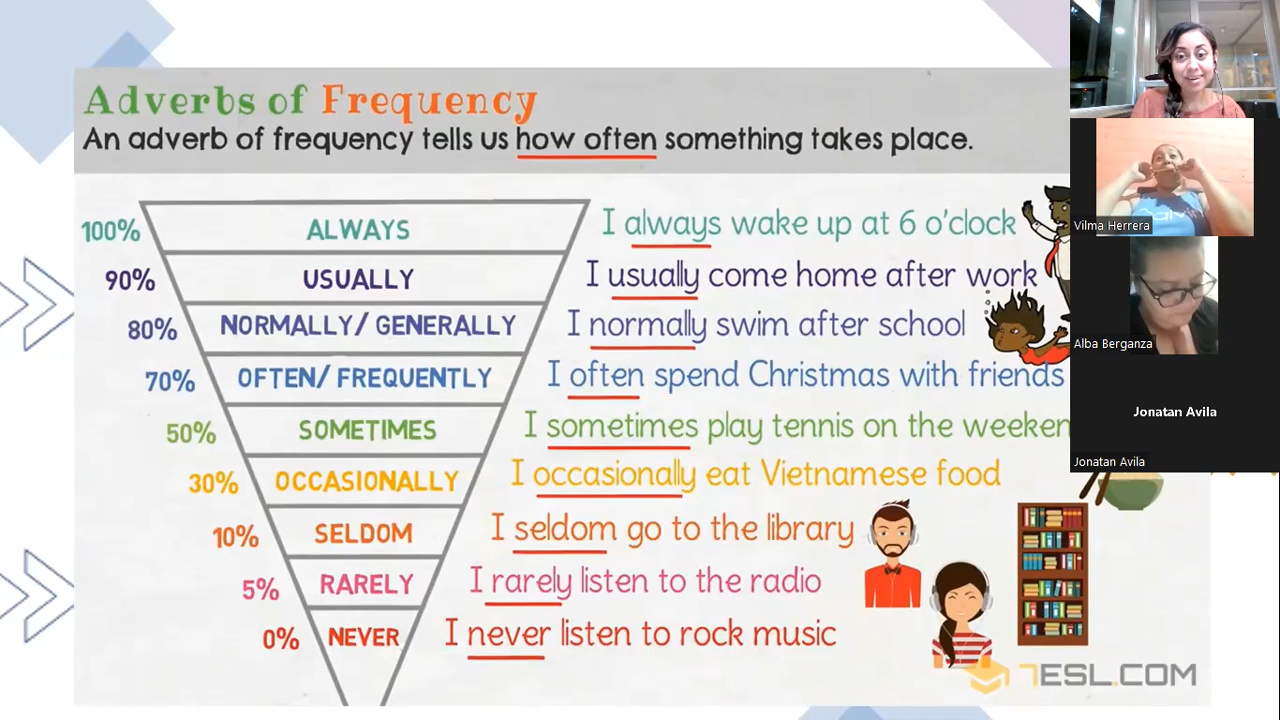 Adverbs of Frequency
An adverb of frequency tells us how often something takes place.
100% ALWAYS I always wake up at 6 o'clock
90% USUALLY I usually come home after work
80% NORMALLY/ GENERALLY I normally swim after school
70% OFTEN/ FREQUENTLY I often spend Christmas with friends
50% SOMETIMES I sometimes play tennis on the weeken
30% OCCASIONALLY I occasionally eat Vietnamese food
10% SELDOM I seldom go to the library
5% RARELY I rarely listen to the radio
0% NEVER I never listen to rock music
7ESL.COM
Vilma Herrera
Alba Berganza
Jonatan Avila
Jonatan Avila